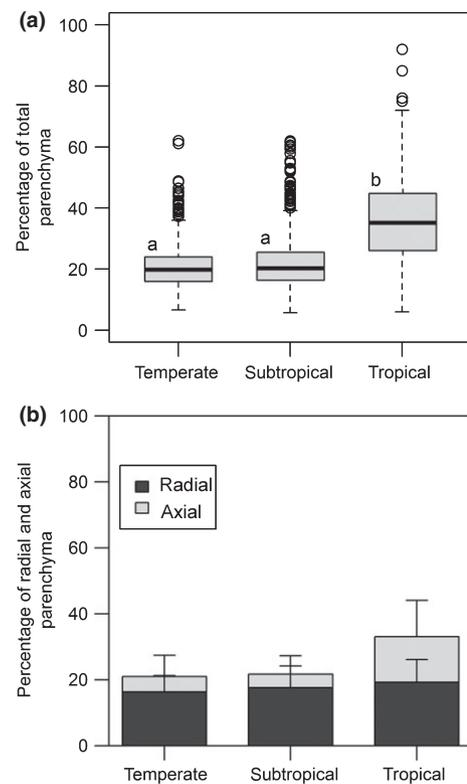 (a)
Percentage of total
parenchyma
100
80
60
40
20
0
a
a
b
Temperate Subtropical Tropical
(b)
Percentage of radial and axial
parenchyma
100
80
60
40
20
0
Radial
Axial
Temperate Subtropical Tropical